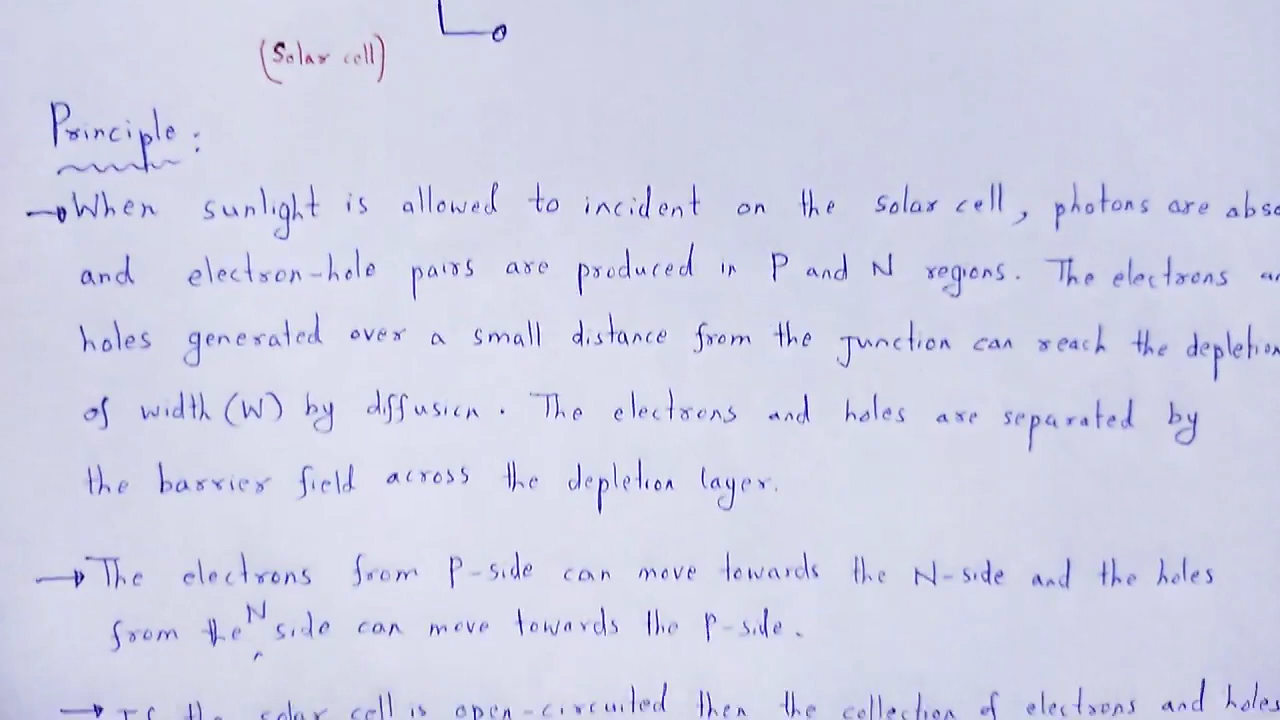 (Solar cell)
Principle:
→ When sunlight is allowed to incident on the solar cell, photons are abso
and electron-hole pairs are produced in P and N regions. The electrons an
holes generated over a small distance from the junction can reach the depletion
of width (W) by diffusion. The electrons and holes are separated by
the barrier field across the depletion layer.
→ The electrons from P-side can move towards the N-side and the holes
from the N side can move towards the P-side.
→ If the solar cell is open-circuited then the collection of electrons and holes